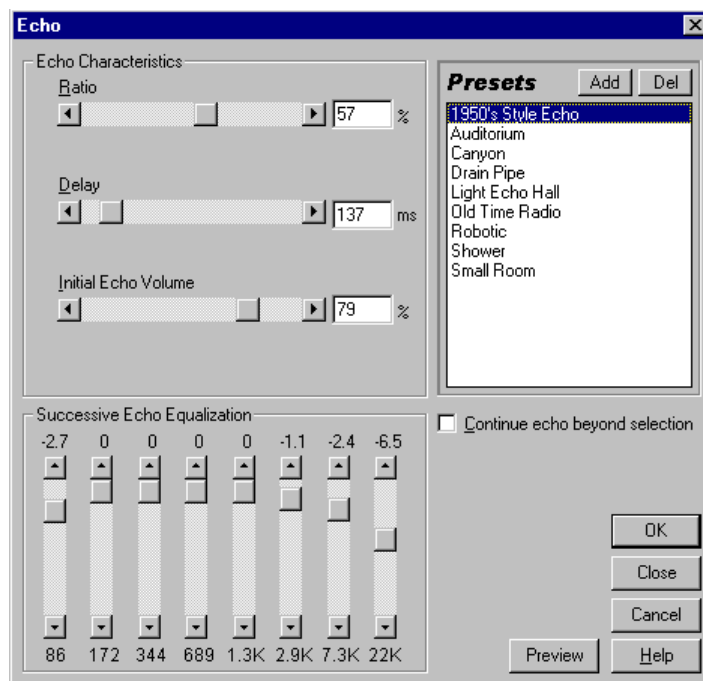 Echo
Echo Characteristics
Ratio
57 %
Delay
137 ms
Initial Echo Volume
79 %
Presets Add Del
1950's Style Echo
Auditorium
Canyon
Drain Pipe
Light Echo Hall
Old Time Radio
Robotic
Shower
Small Room
Successive Echo Equalization
-2.7 0 0 0 0 -1.1 -2.4 -6.5
86 172 344 689 1.3K 2.9K 7.3K 22K
Continue echo beyond selection
OK
Close
Cancel
Preview Help